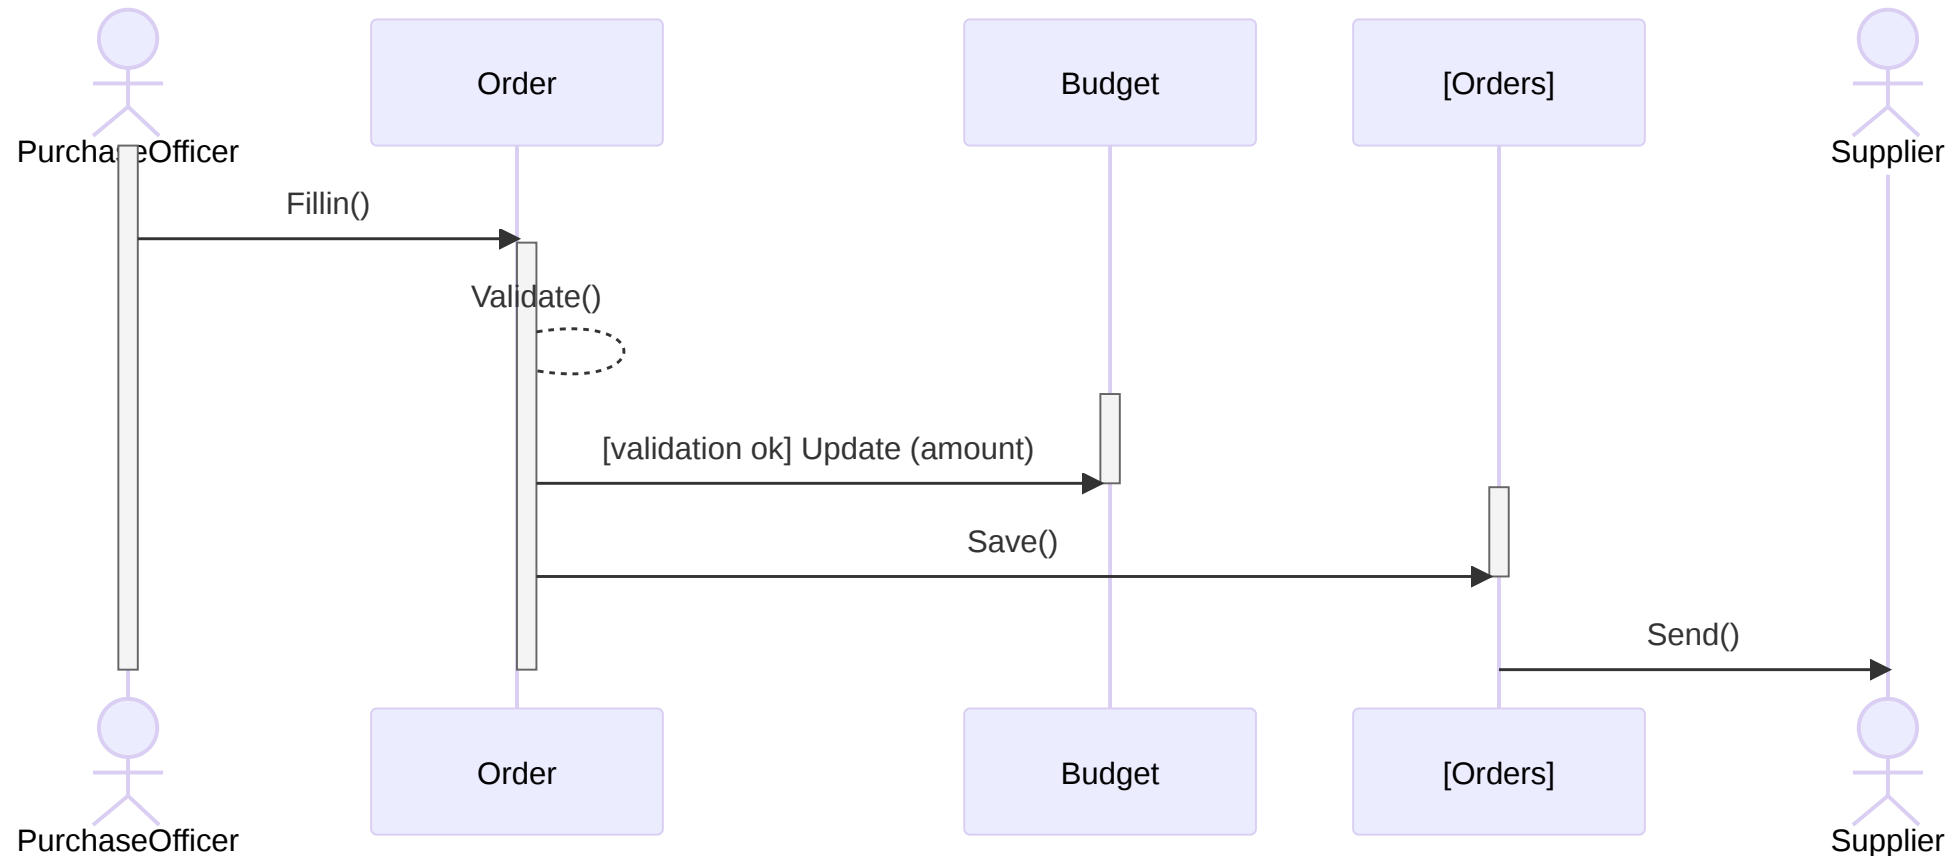 PurchaseOfficer
Order
Budget
[Orders]
Supplier
Fillin()
Validate()
[validation ok] Update (amount)
Save()
Send()
PurchaseOfficer
Order
Budget
[Orders]
Supplier